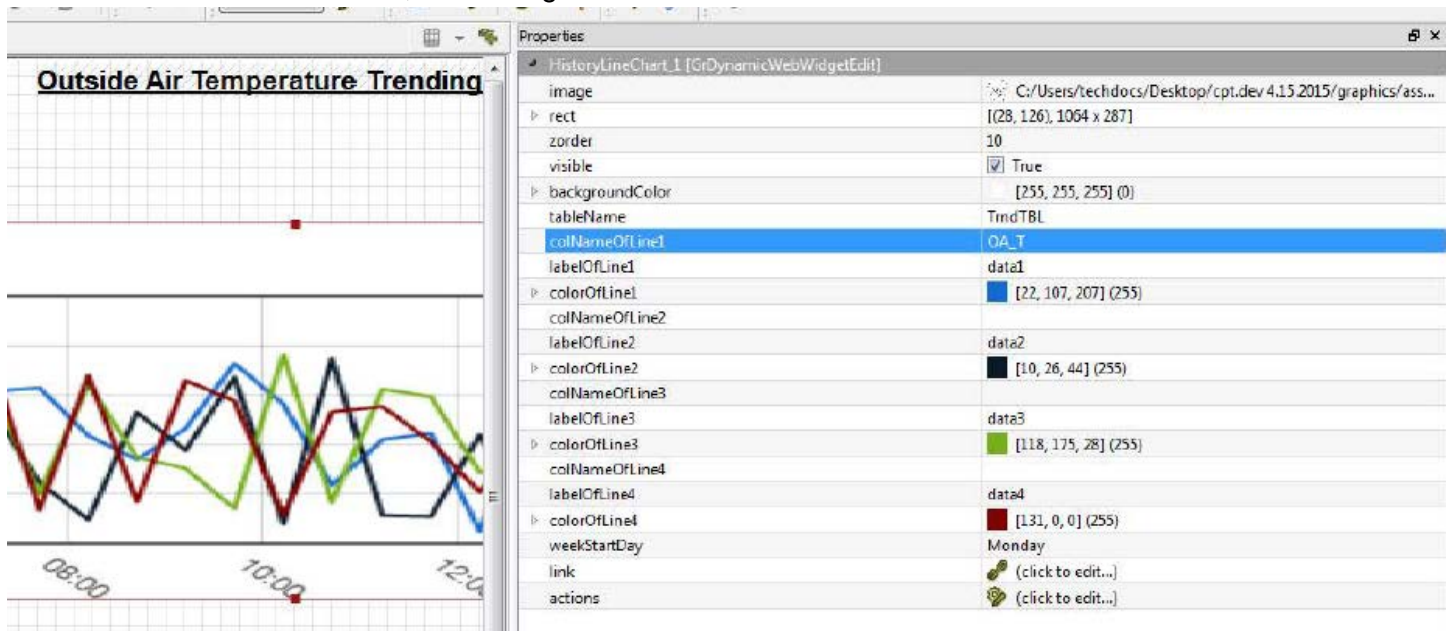 Properties
Outside Air Temperature Trending
HistoryLineChart_1 [GrDynamicWebWidgetEdit]
image C:/Users/techdocs/Desktop/cpt.dev 4.15.2015/graphics/ass...
rect [(28, 126), 1064 x 287]
zorder 10
visible True
backgroundColor [255, 255, 255] (0)
tableName TrndTBL
colNameOfLine1 OA_T
labelOfLine1 data1
colorOfLine1 [22, 107, 207] (255)
colNameOfLine2
labelOfLine2 data2
colorOfLine2 [10, 26, 44] (255)
colNameOfLine3
labelOfLine3 data3
colorOfLine3 [118, 175, 28] (255)
colNameOfLine4
labelOfLine4 data4
colorOfLine4 [131, 0, 0] (255)
weekStartDay Monday
link (click to edit...)
actions (click to edit...)
08:00 10:00